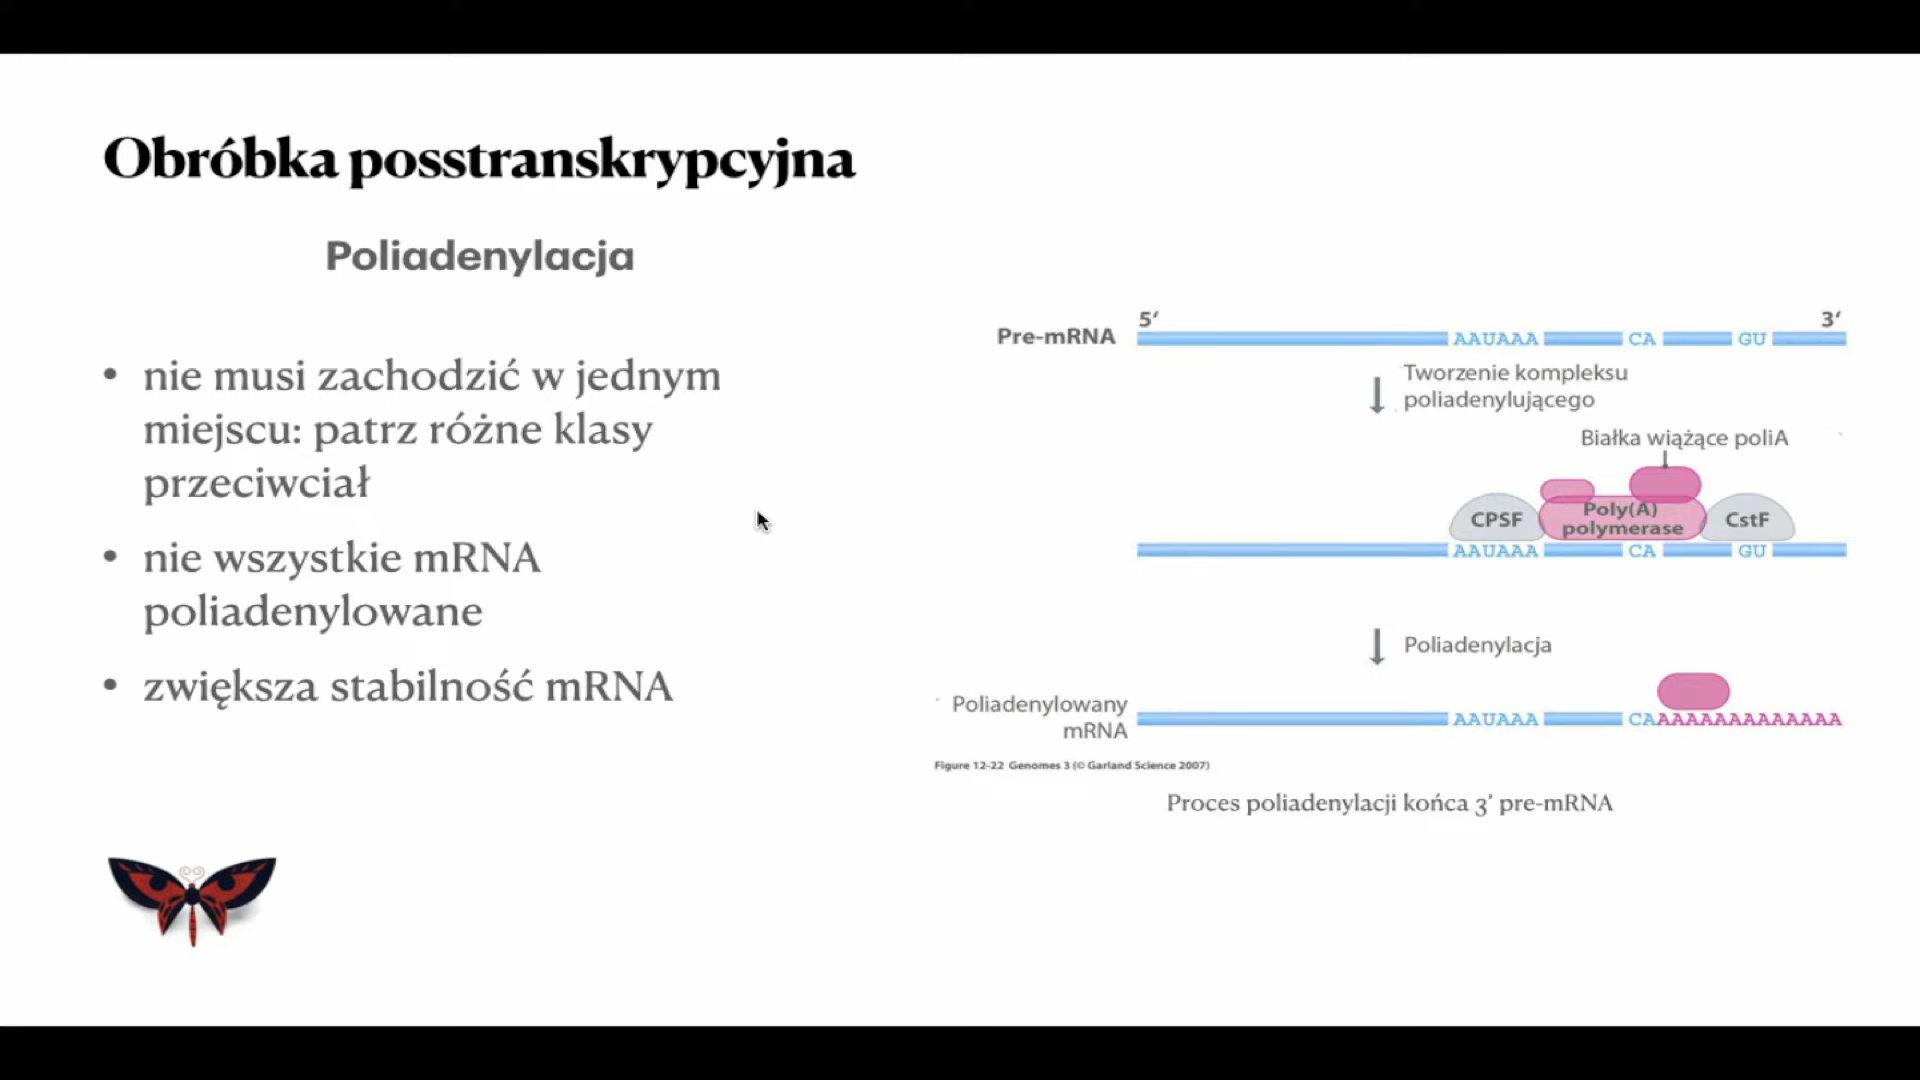 Obróbka posstranskrypcyjna
Poliadenylacja
• nie musi zachodzić w jednym
miejscu: patrz różne klasy
przeciwciał
• nie wszystkie mRNA
poliadenylowane
• zwiększa stabilność mRNA
5‘ 3‘
Pre-mRNA AAUAAA CA GU
Tworzenie kompleksu
poliadenylującego
Białka wiążące poliA
CPSF Poly(A) polymerase CstF
AAUAAA CA GU
Poliadenylacja
Poliadenylowany
mRNA AAUAAA CAAAAAAAAAAAAAA
Figure 12-22 Genomes 3 (© Garland Science 2007)
Proces poliadenylacji końca 3’ pre-mRNA